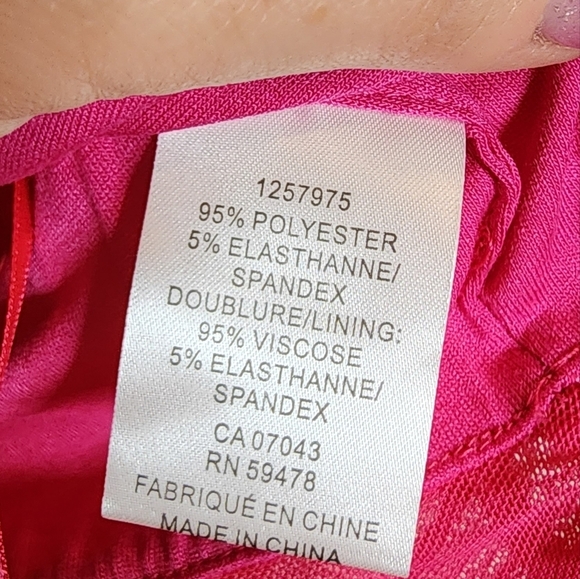 1257975
95% POLYESTER
5% ELASTHANNE/
SPANDEX
DOUBLURE/LINING:
95% VISCOSE
5% ELASTHANNE/
SPANDEX
CA 07043
RN 59478
FABRIQUÉ EN CHINE
MADE IN CHINA